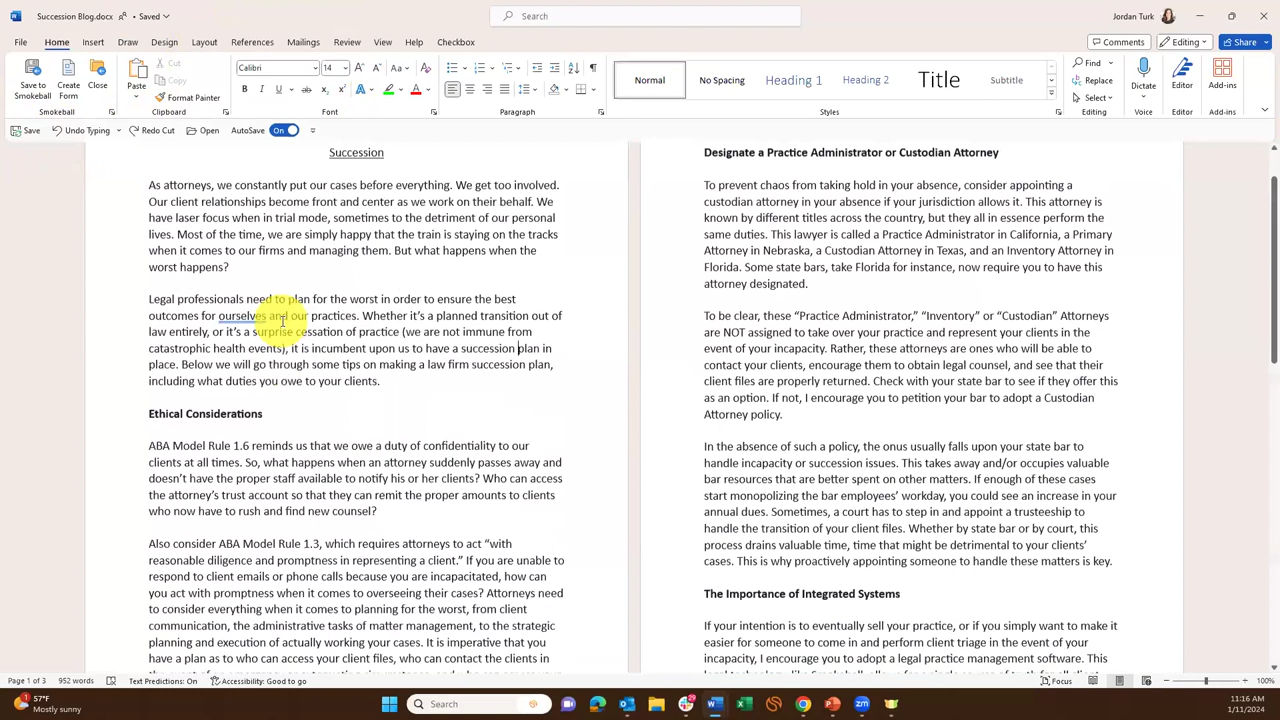 Succession Blog.docx
Saved
Search
Jordan Turk
File Home Insert Draw Design Layout References Mailings Review View Help Checkbox
Comments Editing Share
Save to Smokeball
Create Form
Close
Paste
Cut
Copy
Format Painter
Calibri 14
Normal
No Spacing
Heading 1
Heading 2
Title
Subtitle
Find
Replace
Select
Dictate
Editor
Add-ins
Smokeball Clipboard Font Paragraph Styles Editing Voice Editor Add-ins
Save Undo Typing Redo Cut Open AutoSave On
Succession
As attorneys, we constantly put our cases before everything. We get too involved.
Our client relationships become front and center as we work on their behalf. We
have laser focus when in trial mode, sometimes to the detriment of our personal
lives. Most of the time, we are simply happy that the train is staying on the tracks
when it comes to our firms and managing them. But what happens when the
worst happens?
Legal professionals need to plan for the worst in order to ensure the best
outcomes for ourselves and our practices. Whether it’s a planned transition out of
law entirely, or it’s a surprise cessation of practice (we are not immune from
catastrophic health events), it is incumbent upon us to have a succession plan in
place. Below we will go through some tips on making a law firm succession plan,
including what duties you owe to your clients.
Ethical Considerations
ABA Model Rule 1.6 reminds us that we owe a duty of confidentiality to our
clients at all times. So, what happens when an attorney suddenly passes away and
doesn’t have the proper staff available to notify his or her clients? Who can access
the attorney’s trust account so that they can remit the proper amounts to clients
who now have to rush and find new counsel?
Also consider ABA Model Rule 1.3, which requires attorneys to act “with
reasonable diligence and promptness in representing a client.” If you are unable to
respond to client emails or phone calls because you are incapacitated, how can
you act with promptness when it comes to overseeing their cases? Attorneys need
to consider everything when it comes to planning for the worst, from client
communication, the administrative tasks of matter management, to the strategic
planning and execution of actually working your cases. It is imperative that you
have a plan as to who can access your client files, who can contact the clients in
Designate a Practice Administrator or Custodian Attorney
To prevent chaos from taking hold in your absence, consider appointing a
custodian attorney in your absence if your jurisdiction allows it. This attorney is
known by different titles across the country, but they all in essence perform the
same duties. This lawyer is called a Practice Administrator in California, a Primary
Attorney in Nebraska, a Custodian Attorney in Texas, and an Inventory Attorney in
Florida. Some state bars, take Florida for instance, now require you to have this
attorney designated.
To be clear, these “Practice Administrator,” “Inventory” or “Custodian” Attorneys
are NOT assigned to take over your practice and represent your clients in the
event of your incapacity. Rather, these attorneys are ones who will be able to
contact your clients, encourage them to obtain legal counsel, and see that their
client files are properly returned. Check with your state bar to see if they offer this
as an option. If not, I encourage you to petition your bar to adopt a Custodian
Attorney policy.
In the absence of such a policy, the onus usually falls upon your state bar to
handle incapacity or succession issues. This takes away and/or occupies valuable
bar resources that are better spent on other matters. If enough of these cases
start monopolizing the bar employees’ workday, you could see an increase in your
annual dues. Sometimes, a court has to step in and appoint a trusteeship to
handle the transition of your client files. Whether by state bar or by court, this
process drains valuable time, time that might be detrimental to your clients’
cases. This is why proactively appointing someone to handle these matters is key.
The Importance of Integrated Systems
If your intention is to eventually sell your practice, or if you simply want to make it
easier for someone to come in and perform client triage in the event of your
incapacity, I encourage you to adopt a legal practice management software. This
Page 1 of 3 952 words Text Predictions: On Accessibility: Good to go Focus 100%
57°F
Mostly sunny
Search
29
11:16 AM
1/11/2024